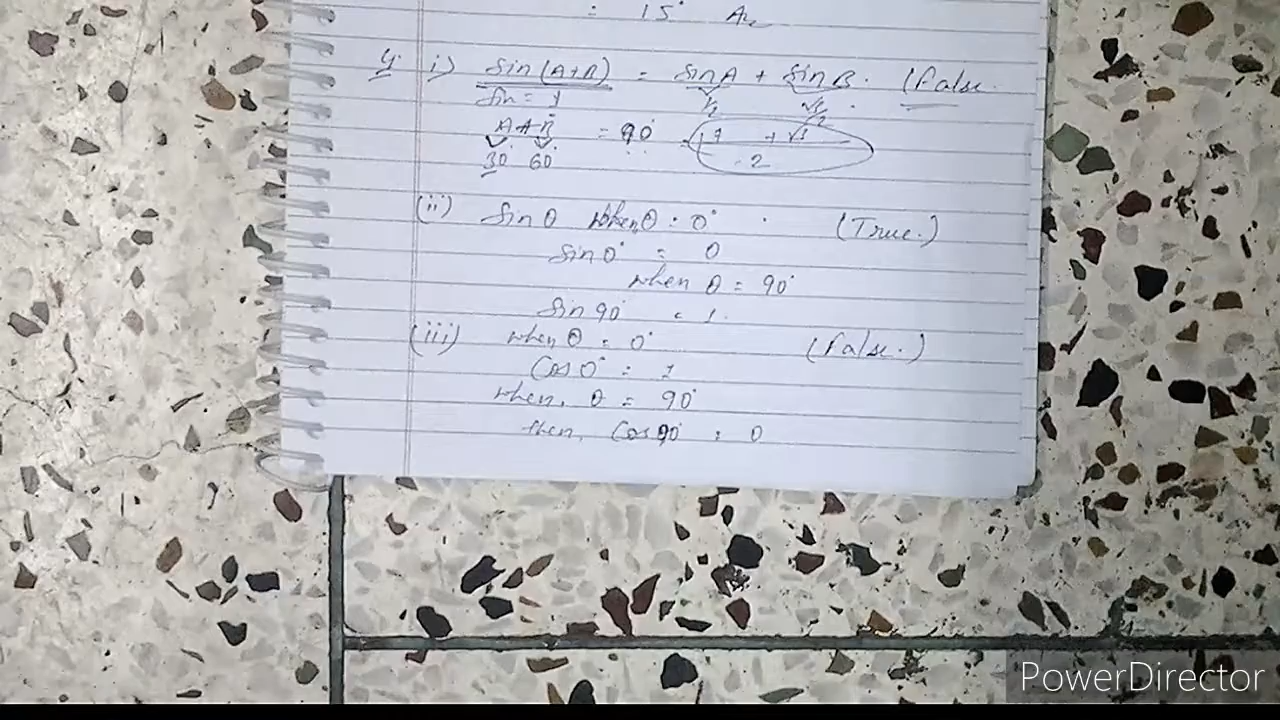 = 15° Ans
4. i) Sin(A+B) = SinA + SinB. (False.
Sin = 1 1/2 √3/2
A+B = 90° 1 + √3
30° 60° 2
(ii) Sin θ when θ = 0° (True.)
Sin 0° = 0
when θ = 90°
Sin 90° = 1.
(iii) when θ = 0° (False.)
Cos 0° = 1
when, θ = 90°
then, Cos 90° = 0
PowerDirector